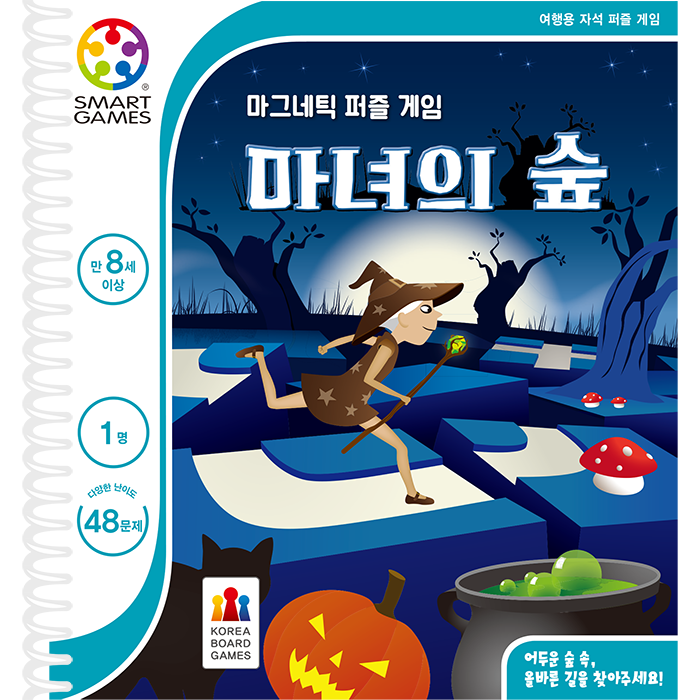 여행용 자석 퍼즐 게임
SMART
GAMES
®
마그네틱 퍼즐 게임
마녀의 숲
만 8세
이상
1명
다양한 난이도
48문제
KOREA
BOARD
GAMES
어두운 숲 속,
올바른 길을 찾아주세요!